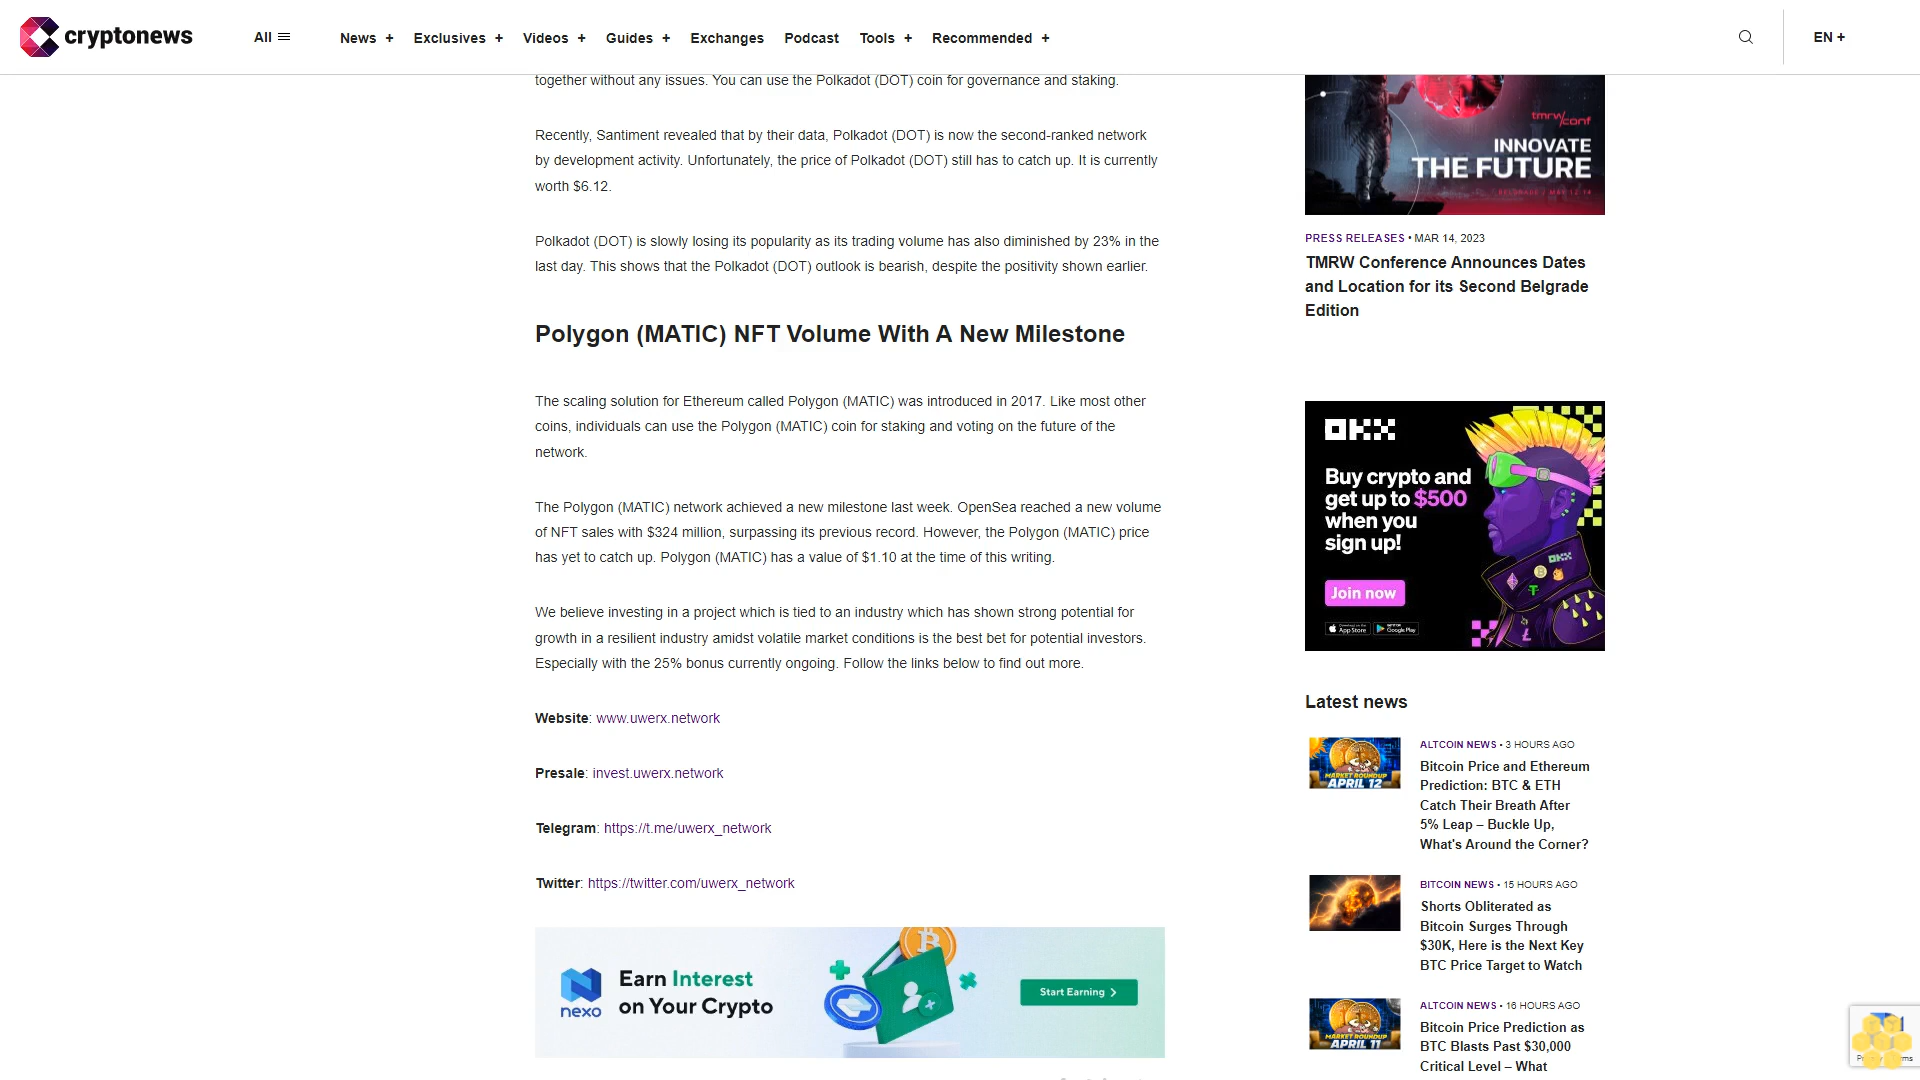 cryptonews
All
News +
Exclusives +
Videos +
Guides +
Exchanges
Podcast
Tools +
Recommended +
EN +
together without any issues. You can use the Polkadot (DOT) coin for governance and staking.
Recently, Santiment revealed that by their data, Polkadot (DOT) is now the second-ranked network
by development activity. Unfortunately, the price of Polkadot (DOT) still has to catch up. It is currently
worth $6.12.
Polkadot (DOT) is slowly losing its popularity as its trading volume has also diminished by 23% in the
last day. This shows that the Polkadot (DOT) outlook is bearish, despite the positivity shown earlier.
Polygon (MATIC) NFT Volume With A New Milestone
The scaling solution for Ethereum called Polygon (MATIC) was introduced in 2017. Like most other
coins, individuals can use the Polygon (MATIC) coin for staking and voting on the future of the
network.
The Polygon (MATIC) network achieved a new milestone last week. OpenSea reached a new volume
of NFT sales with $324 million, surpassing its previous record. However, the Polygon (MATIC) price
has yet to catch up. Polygon (MATIC) has a value of $1.10 at the time of this writing.
We believe investing in a project which is tied to an industry which has shown strong potential for
growth in a resilient industry amidst volatile market conditions is the best bet for potential investors.
Especially with the 25% bonus currently ongoing. Follow the links below to find out more.
Website: www.uwerx.network
Presale: invest.uwerx.network
Telegram: https://t.me/uwerx_network
Twitter: https://twitter.com/uwerx_network
nexo
Earn Interest
on Your Crypto
Start Earning
tmrw/conf
INNOVATE
THE FUTURE
PRESS RELEASES • MAR 14, 2023
TMRW Conference Announces Dates
and Location for its Second Belgrade
Edition
OKX
Buy crypto and
get up to $500
when you
sign up!
Join now
App Store
Google Play
OKX
Latest news
MARKET ROUNDUP
APRIL 12
ALTCOIN NEWS • 3 HOURS AGO
Bitcoin Price and Ethereum
Prediction: BTC & ETH
Catch Their Breath After
5% Leap – Buckle Up,
What's Around the Corner?
BITCOIN NEWS • 15 HOURS AGO
Shorts Obliterated as
Bitcoin Surges Through
$30K, Here is the Next Key
BTC Price Target to Watch
MARKET ROUNDUP
APRIL 11
ALTCOIN NEWS • 16 HOURS AGO
Bitcoin Price Prediction as
BTC Blasts Past $30,000
Critical Level – What